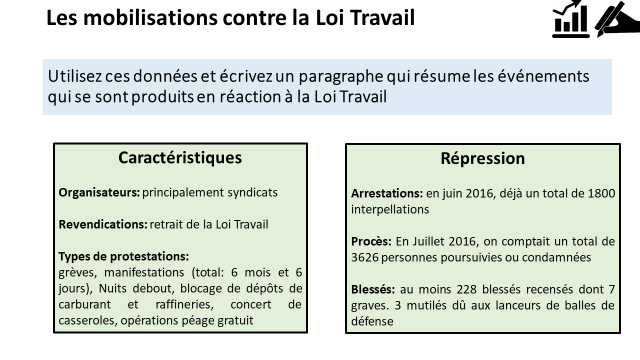 Les mobilisations contre la Loi Travail
Utilisez ces données et écrivez un paragraphe qui résume les événements
qui se sont produits en réaction à la Loi Travail
Caractéristiques
Organisateurs: principalement syndicats
Revendications: retrait de la Loi Travail
Types de protestations:
grèves, manifestations (total: 6 mois et 6
jours), Nuits debout, blocage de dépôts de
carburant et raffineries, concert de
casseroles, opérations péage gratuit
Répression
Arrestations: en juin 2016, déjà un total de 1800
interpellations
Procès: En Juillet 2016, on comptait un total de
3626 personnes poursuivies ou condamnées
Blessés: au moins 228 blessés recensés dont 7
graves. 3 mutilés dû aux lanceurs de balles de
défense